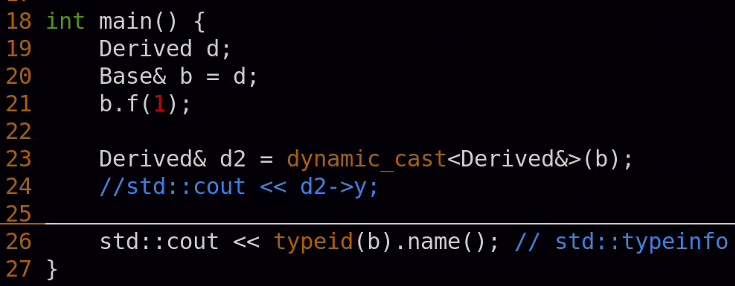 18 int main() {
19     Derived d;
20     Base& b = d;
21     b.f(1);
22
23     Derived& d2 = dynamic_cast<Derived&>(b);
24     //std::cout << d2->y;
25
26     std::cout << typeid(b).name(); // std::typeinfo
27 }